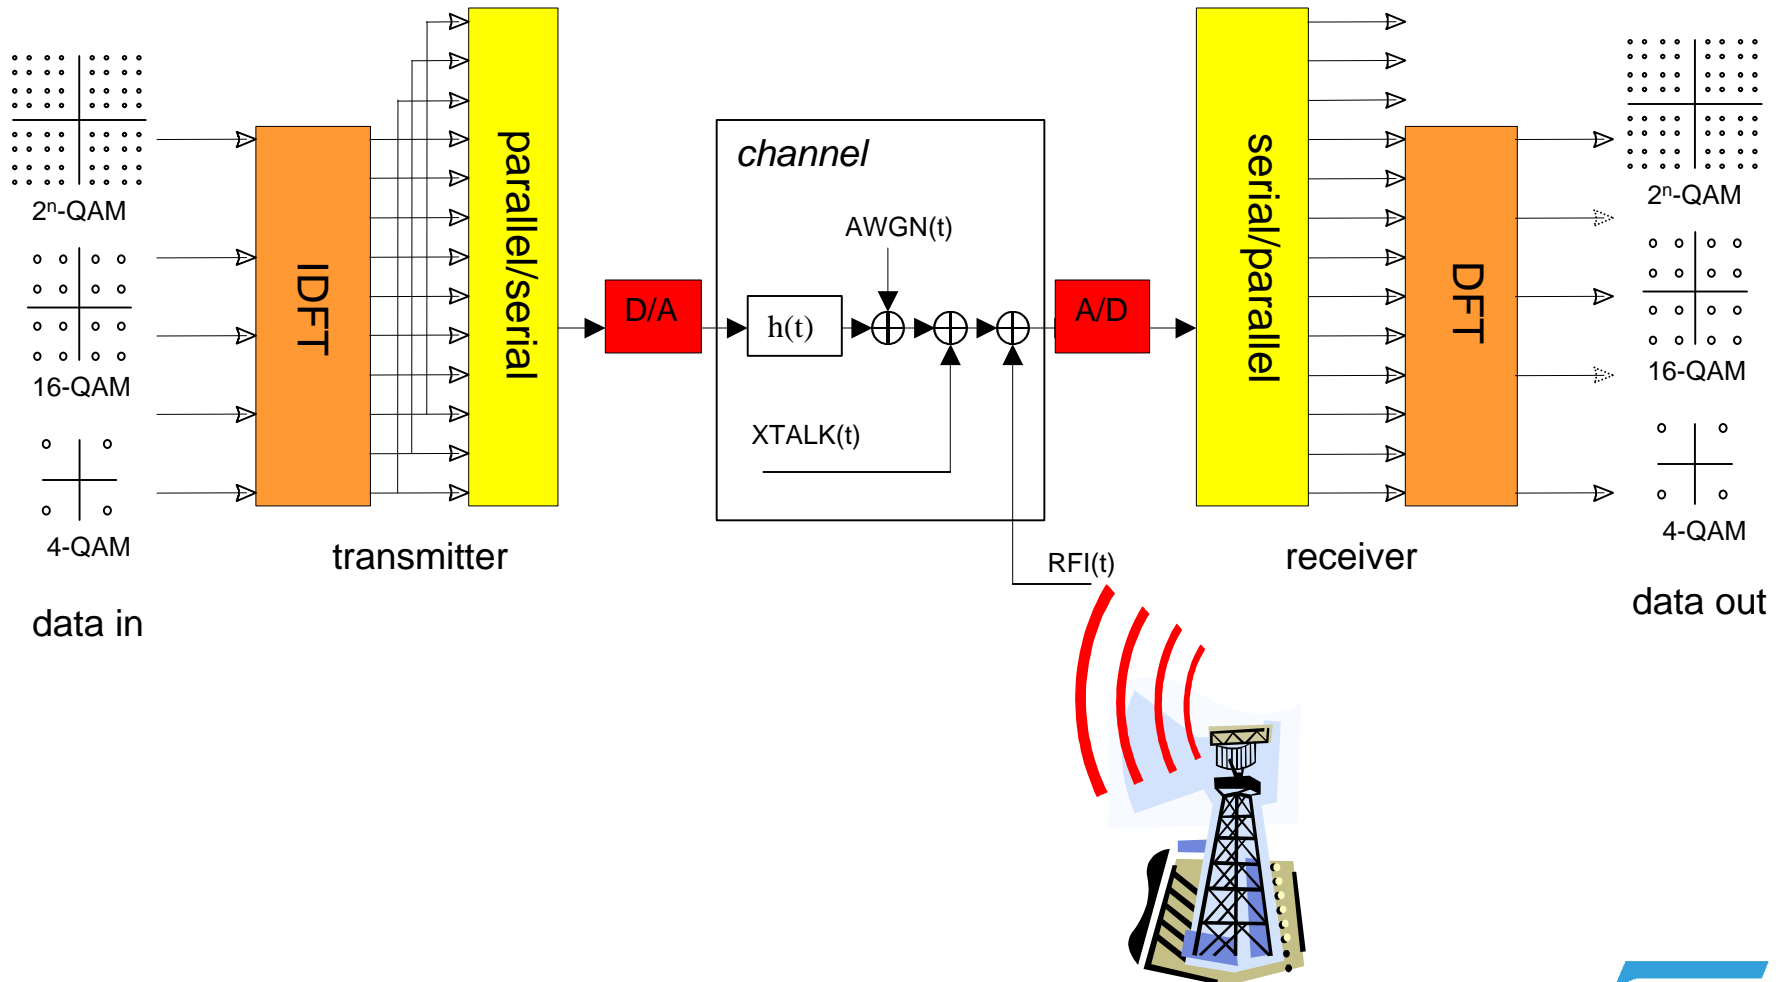 2ⁿ-QAM
16-QAM
4-QAM
data in
IDFT
parallel/serial
transmitter
D/A
channel
AWGN(t)
h(t)
XTALK(t)
RFI(t)
A/D
serial/parallel
receiver
DFT
2ⁿ-QAM
16-QAM
4-QAM
data out